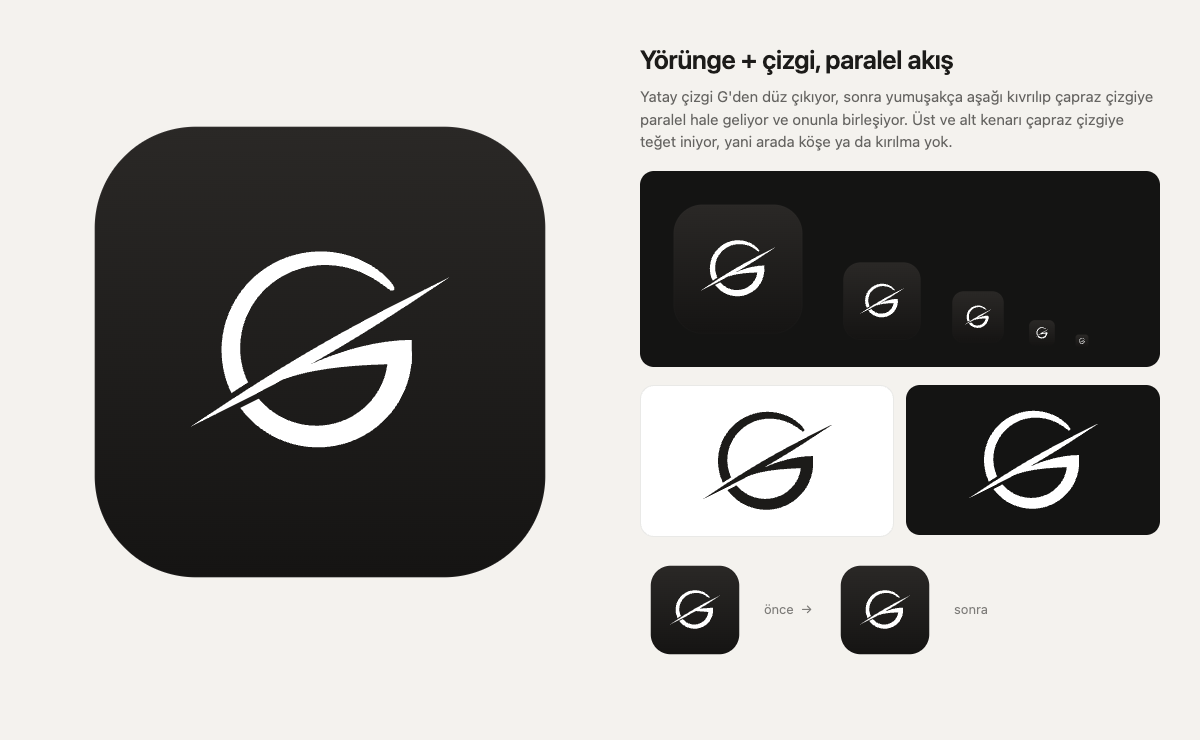 Yörünge + çizgi, paralel akış
Yatay çizgi G'den düz çıkıyor, sonra yumuşakça aşağı kıvrılıp çapraz çizgiye
paralel hale geliyor ve onunla birleşiyor. Üst ve alt kenarı çapraz çizgiye
teğet iniyor, yani arada köşe ya da kırılma yok.
önce →
sonra